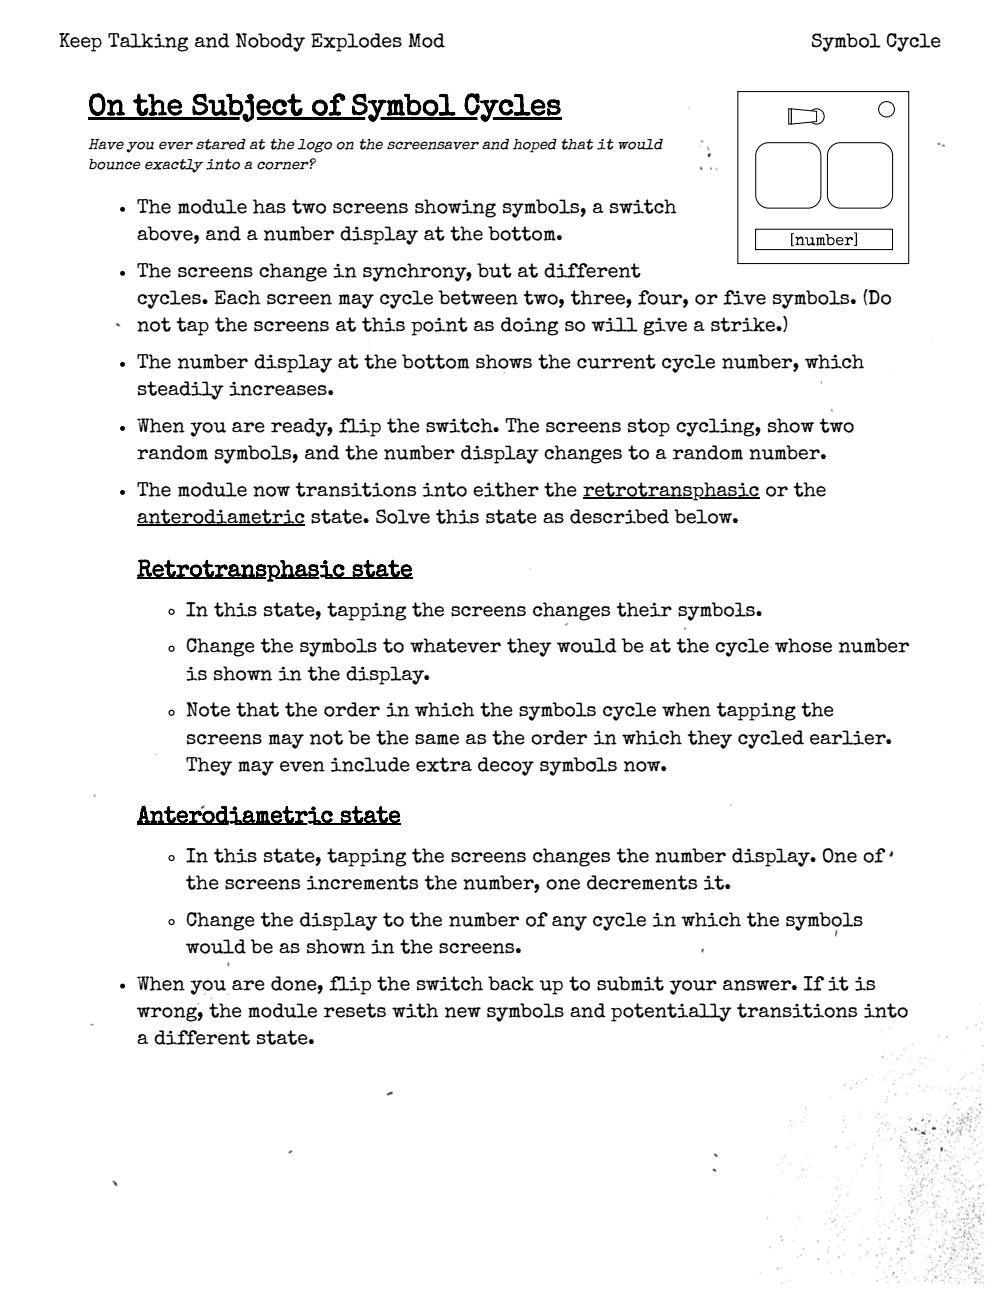 Keep Talking and Nobody Explodes Mod
Symbol Cycle
On the Subject of Symbol Cycles
Have you ever stared at the logo on the screensaver and hoped that it would
bounce exactly into a corner?
[number]
• The module has two screens showing symbols, a switch
above, and a number display at the bottom.
• The screens change in synchrony, but at different
cycles. Each screen may cycle between two, three, four, or five symbols. (Do
not tap the screens at this point as doing so will give a strike.)
• The number display at the bottom shows the current cycle number, which
steadily increases.
• When you are ready, flip the switch. The screens stop cycling, show two
random symbols, and the number display changes to a random number.
• The module now transitions into either the retrotransphasic or the
anterodiametric state. Solve this state as described below.
Retrotransphasic state
◦ In this state, tapping the screens changes their symbols.
◦ Change the symbols to whatever they would be at the cycle whose number
is shown in the display.
◦ Note that the order in which the symbols cycle when tapping the
screens may not be the same as the order in which they cycled earlier.
They may even include extra decoy symbols now.
Anterodiametric state
◦ In this state, tapping the screens changes the number display. One of
the screens increments the number, one decrements it.
◦ Change the display to the number of any cycle in which the symbols
would be as shown in the screens.
• When you are done, flip the switch back up to submit your answer. If it is
wrong, the module resets with new symbols and potentially transitions into
a different state.